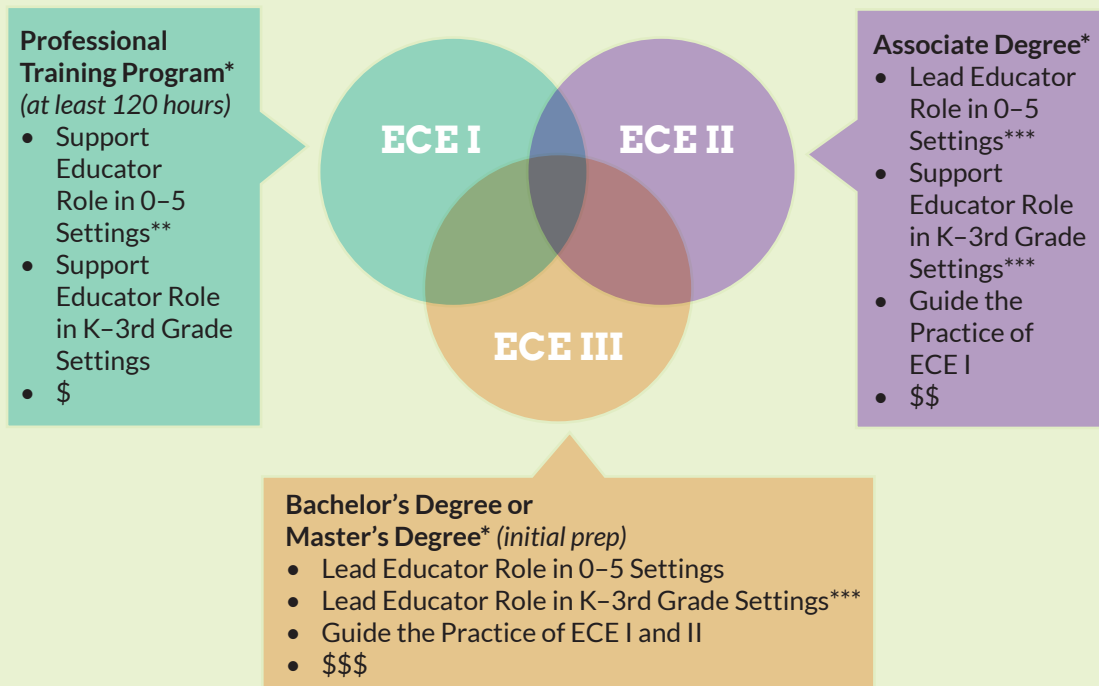 Professional
Training Program*
(at least 120 hours)
• Support
Educator
Role in 0–5
Settings**
• Support
Educator Role
in K–3rd Grade
Settings
• $
ECE I
ECE II
ECE III
Associate Degree*
• Lead Educator
Role in 0–5
Settings***
• Support
Educator Role
in K–3rd Grade
Settings***
• Guide the
Practice of
ECE I
• $$
Bachelor’s Degree or
Master’s Degree* (initial prep)
• Lead Educator Role in 0–5 Settings
• Lead Educator Role in K–3rd Grade Settings***
• Guide the Practice of ECE I and II
• $$$